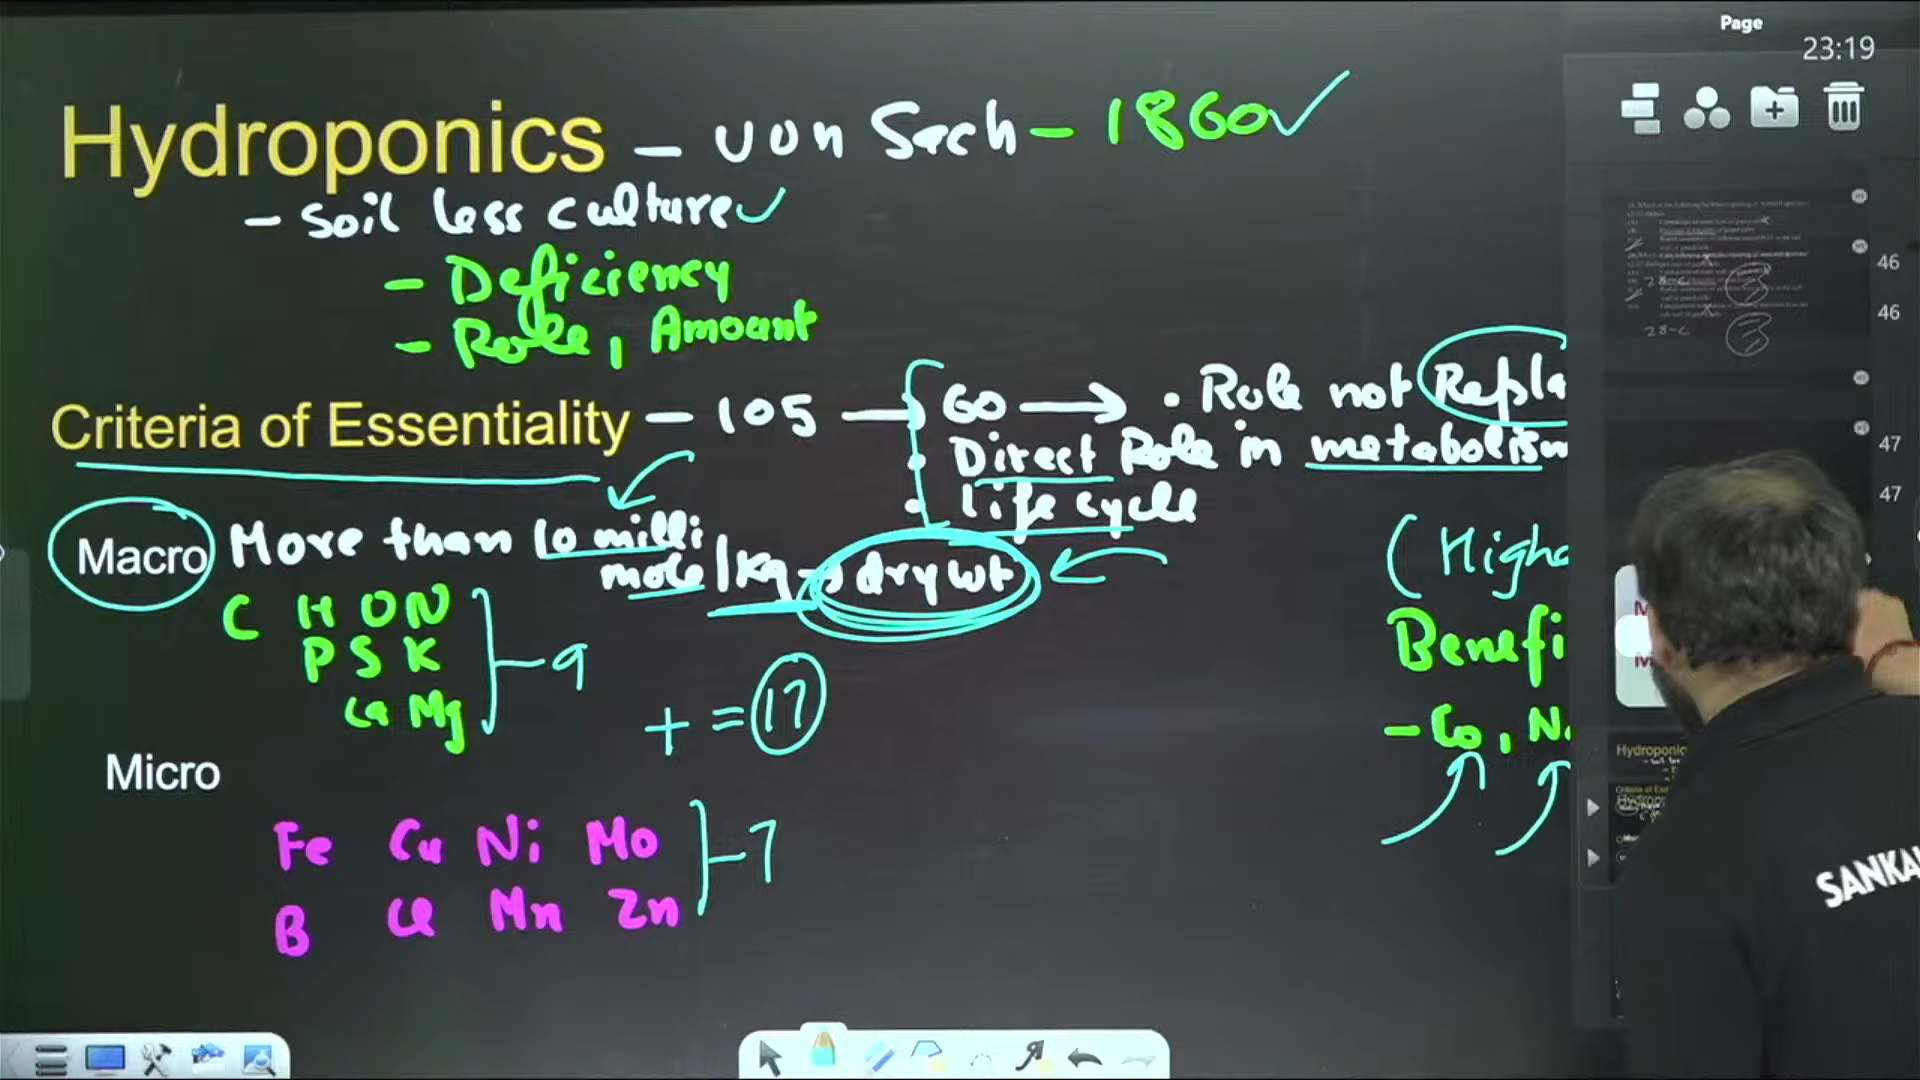 Page
23:19
Hydroponics – von Sach – 1860
– Soil less culture
– Deficiency
– Role, Amount
Criteria of Essentiality – 105 – 60 → • Role not Repla
• Direct Role in metabolism
• Life cycle
Macro More than 10 milli
mole/kg → dry wt
C H O N
P S K
Ca Mg
9
+ = 17
Micro
Fe Cu Ni Mo
B Cl Mn Zn
7
(Highe
Benefi
– Co, N
46
46
47
47
M
M
Hydroponic
SANKA